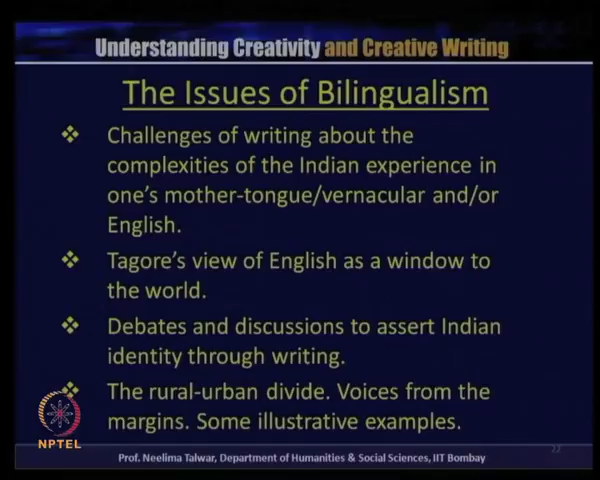 Understanding Creativity and Creative Writing
The Issues of Bilingualism
Challenges of writing about the
complexities of the Indian experience in
one's mother-tongue/vernacular and/or
English.
Tagore's view of English as a window to
the world.
Debates and discussions to assert Indian
identity through writing.
The rural-urban divide. Voices from the
margins. Some illustrative examples.
NPTEL
22
Prof. Neelima Talwar, Department of Humanities & Social Sciences, IIT Bombay